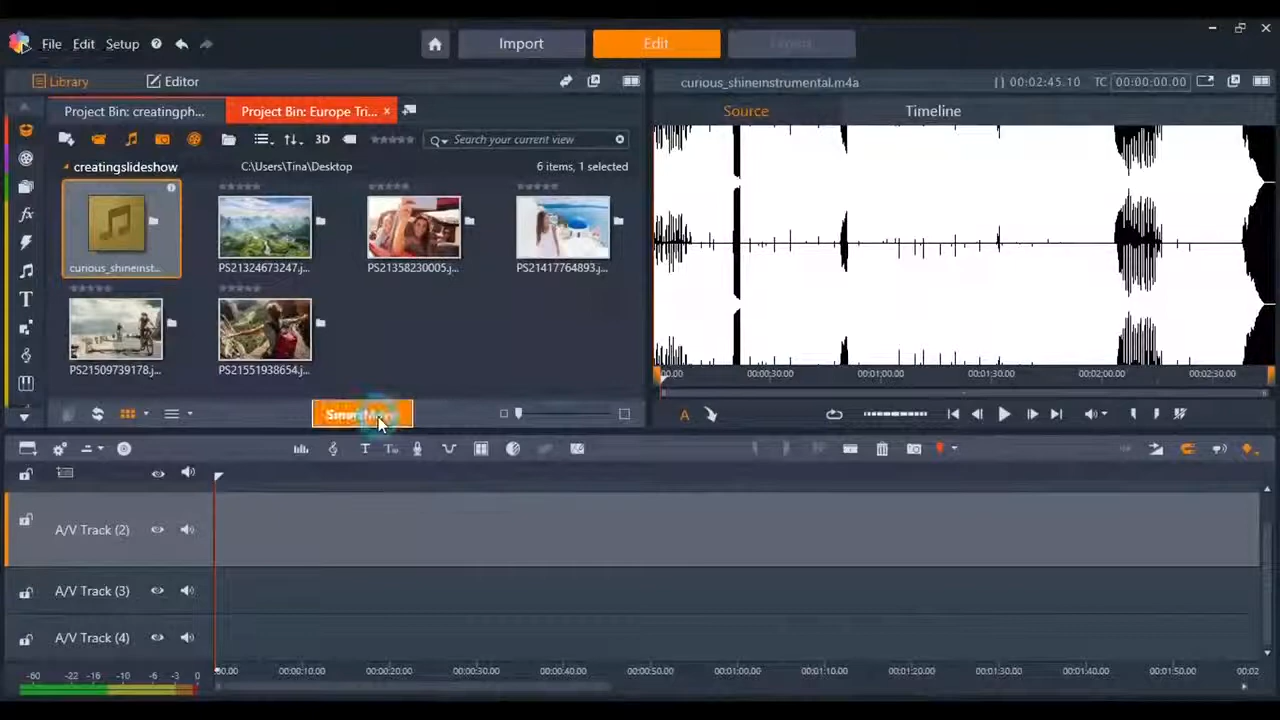 File Edit Setup
Import
Edit
Library
Editor
curious_shineinstrumental.m4a
[] 00:02:45.10 TC 00:00:00.00
Project Bin: creatingph...
Project Bin: Europe Tri... ×
Source
Timeline
3D
Search your current view
creatingslideshow
C:\Users\Tina\Desktop
6 items, 1 selected
curious_shineinst...
PS21324673247.j...
PS21358230005.j...
PS21417764893.j...
PS21509739178.j...
PS21551938654.j...
00.00 00:00:30.00 00:01:00.00 00:01:30.00 00:02:00.00 00:02:30.00
A
A/V Track (2)
A/V Track (3)
A/V Track (4)
-60 -22 -16 -10 -6 -3 0
00.00 00:00:10.00 00:00:20.00 00:00:30.00 00:00:40.00 00:00:50.00 00:01:00.00 00:01:10.00 00:01:20.00 00:01:30.00 00:01:40.00 00:01:50.00 00:02